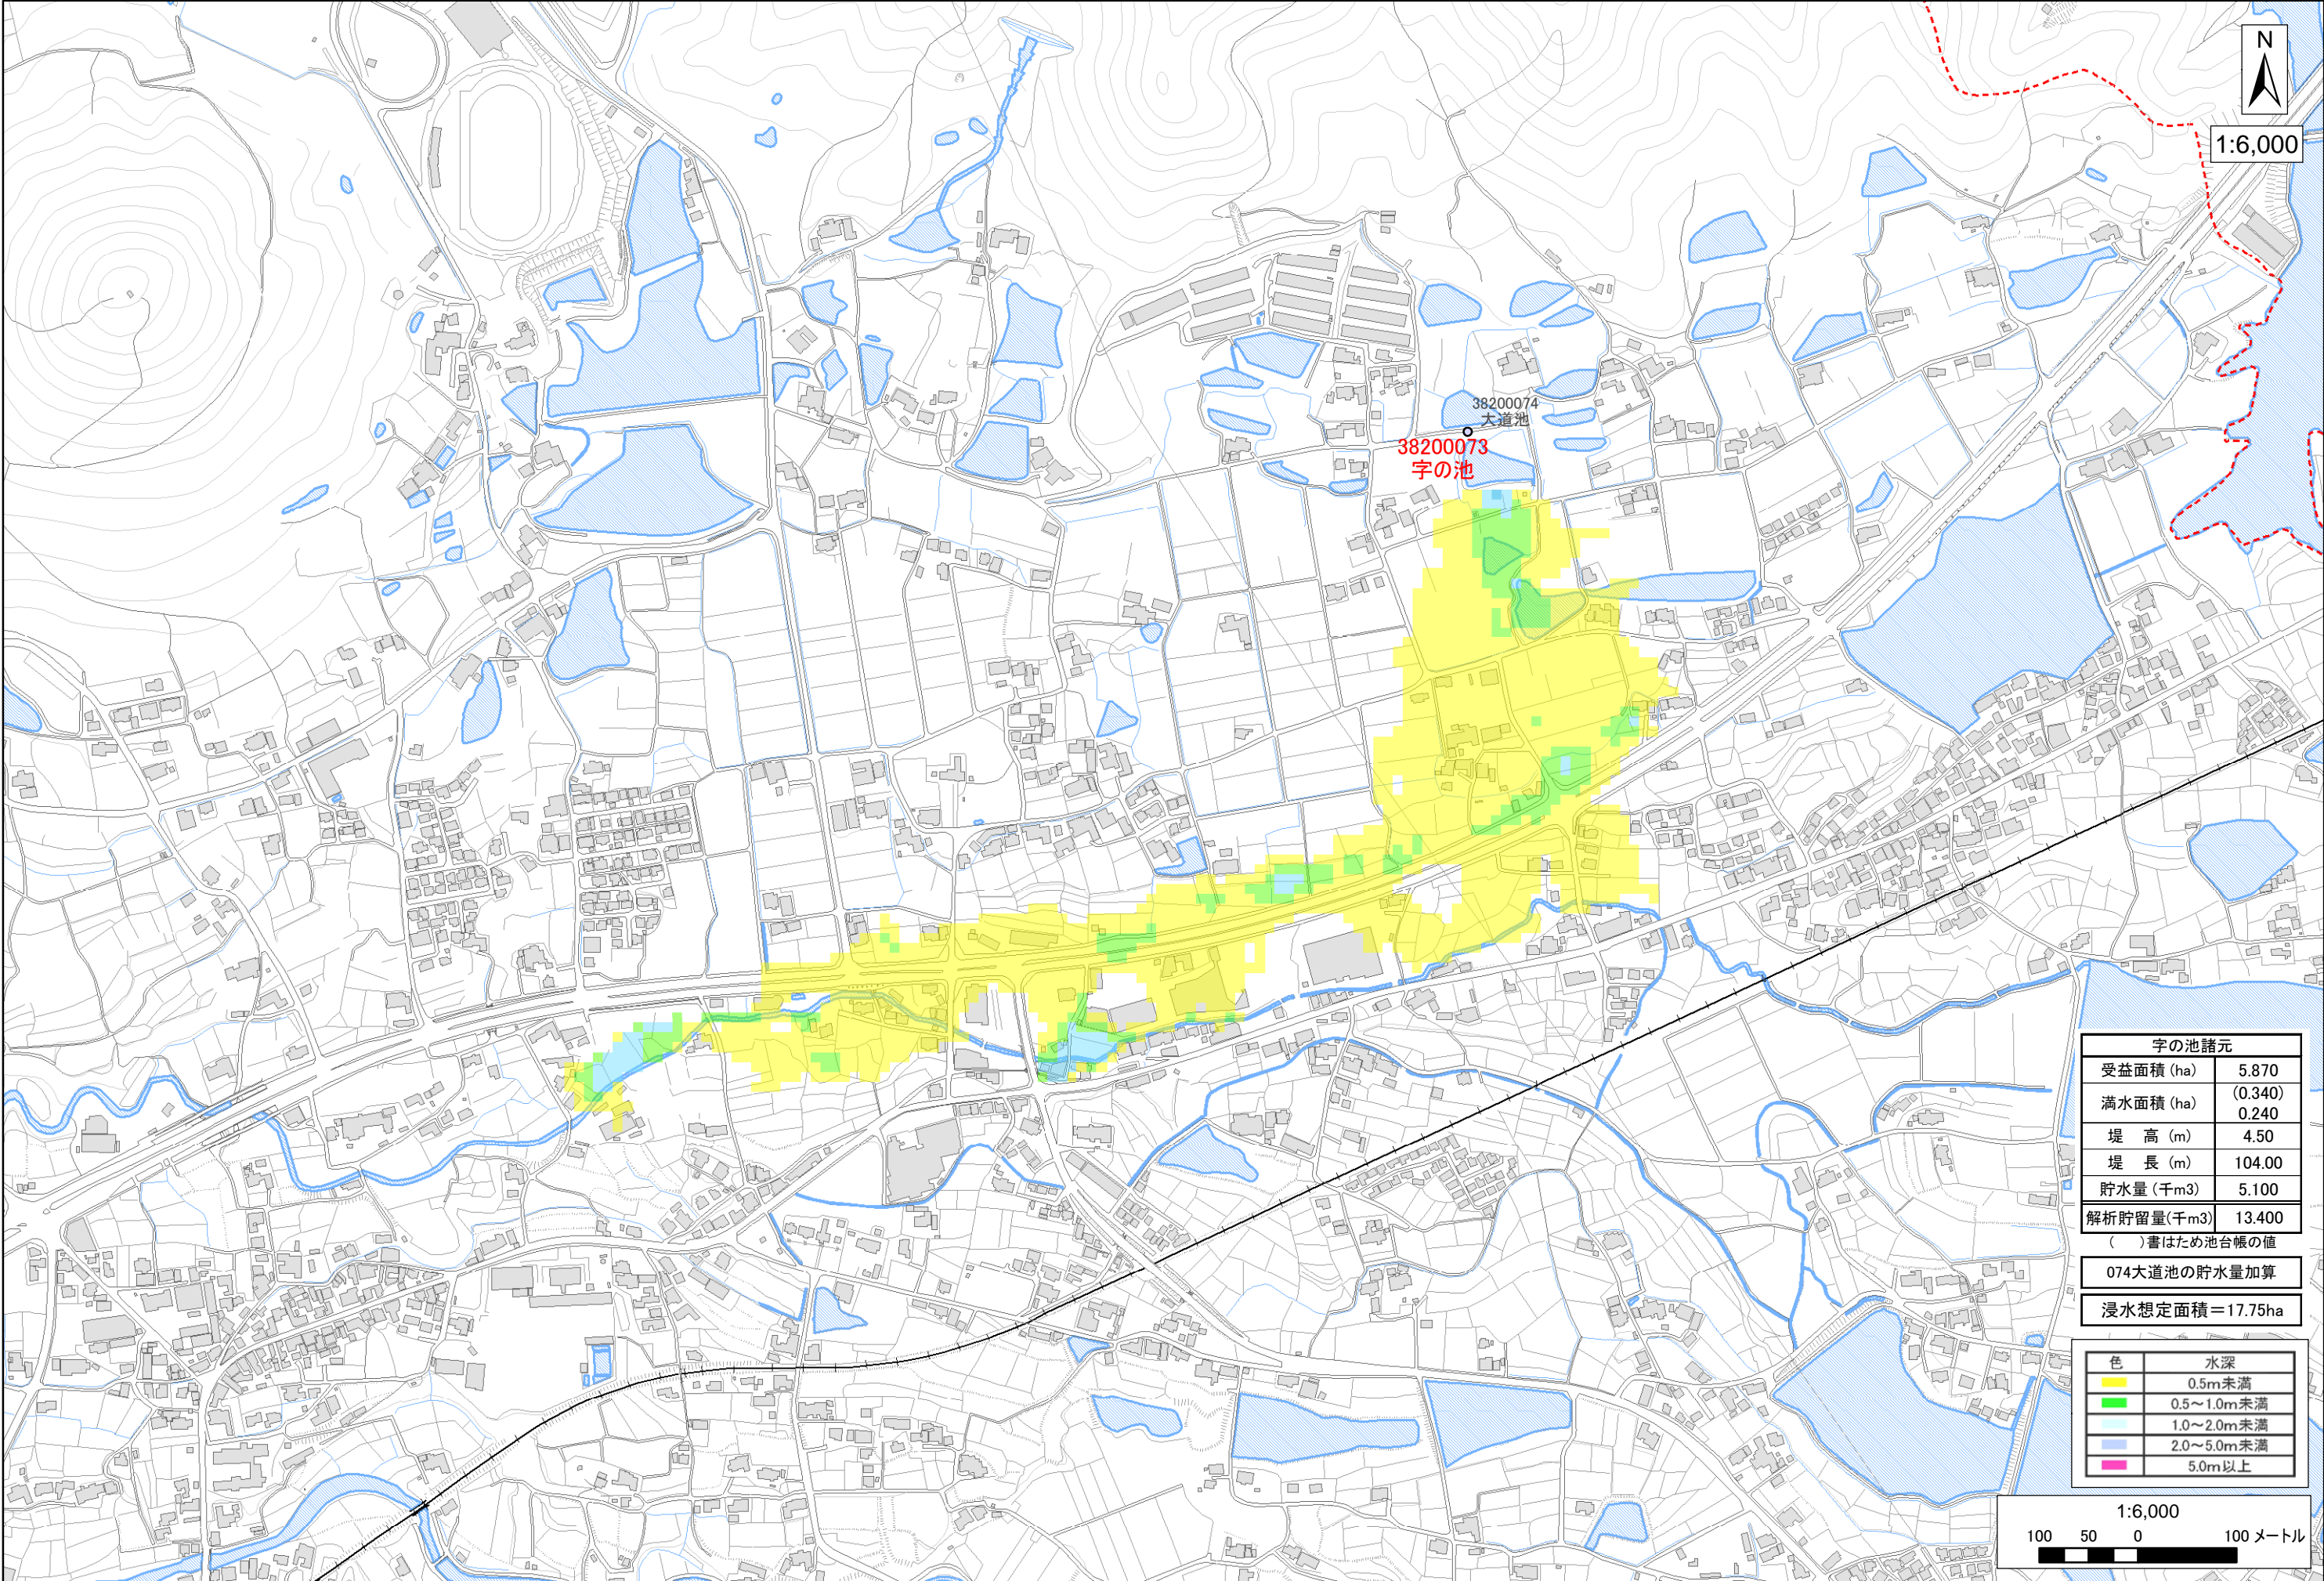 N
1:6,000
38200074
大道池
38200073
字の池
字の池諸元
受益面積(ha) 5.870
満水面積(ha) (0.340) 0.240
堤 高 (m) 4.50
堤 長 (m) 104.00
貯水量(千m3) 5.100
解析貯留量(千m3) 13.400
( )書はため池台帳の値
074大道池の貯水量加算
浸水想定面積=17.75ha
色 水深
0.5m未満
0.5～1.0m未満
1.0～2.0m未満
2.0～5.0m未満
5.0m以上
1:6,000
100 50 0 100 メートル